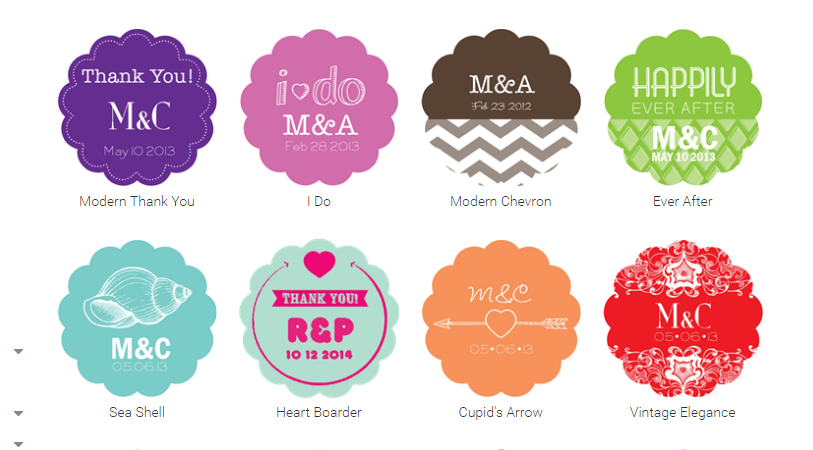 Thank You!
M&C
May 10 2013
Modern Thank You
i do
M&A
Feb 28 2013
I Do
M&A
Feb 23 2012
Modern Chevron
HAPPILY
EVER AFTER
M&C
MAY 10 2013
Ever After
M&C
05.06.13
Sea Shell
THANK YOU!
R&P
10 12 2014
Heart Boarder
M&C
05•06•13
Cupid's Arrow
M&C
05•06•13
Vintage Elegance